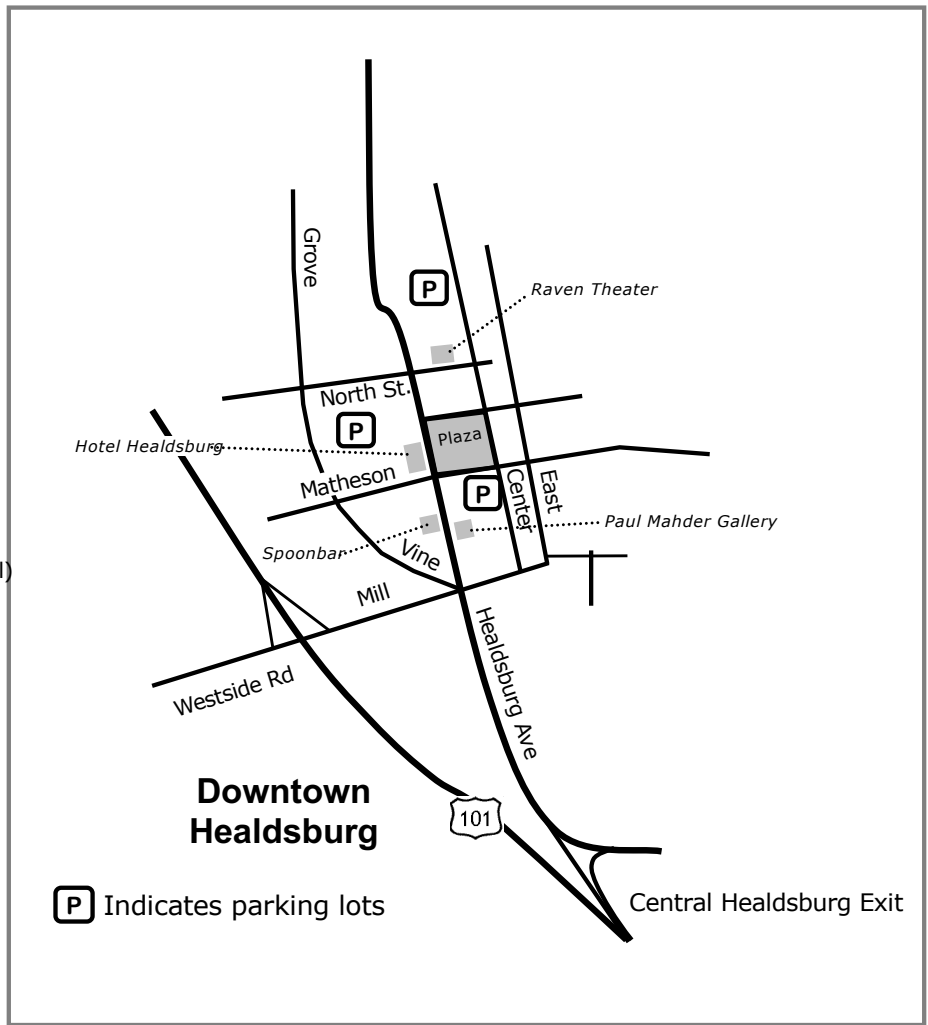 Grove
P
Raven Theater
North St.
P
Plaza
Hotel Healdsburg
Matheson
P
Center
East
Paul Mahder Gallery
Spoonbar
Vine
l)
Mill
Healdsburg Ave
Westside Rd
Downtown
Healdsburg
101
P Indicates parking lots
Central Healdsburg Exit